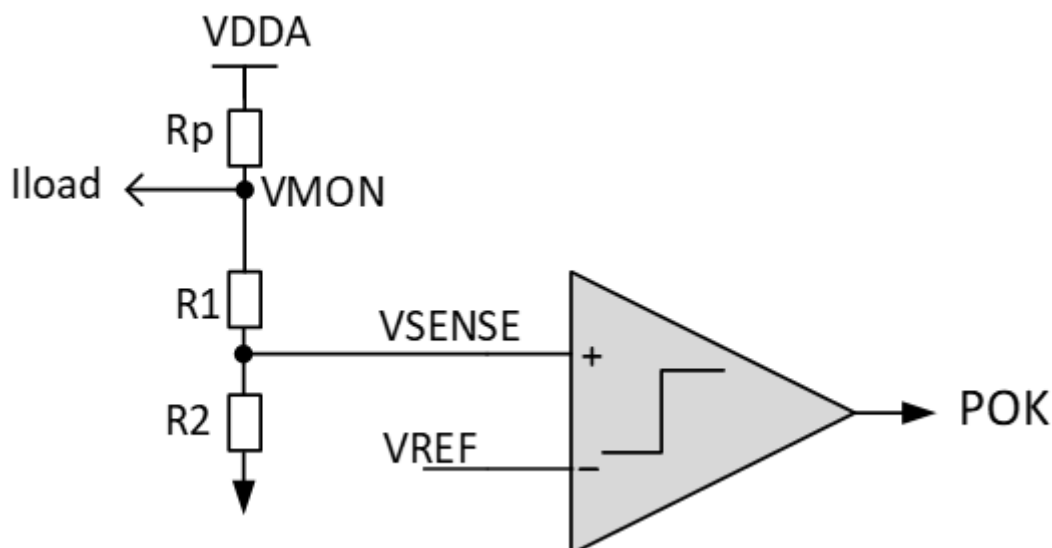 VDDA
Rp
Iload
VMON
R1
VSENSE
+
R2
VREF
−
POK